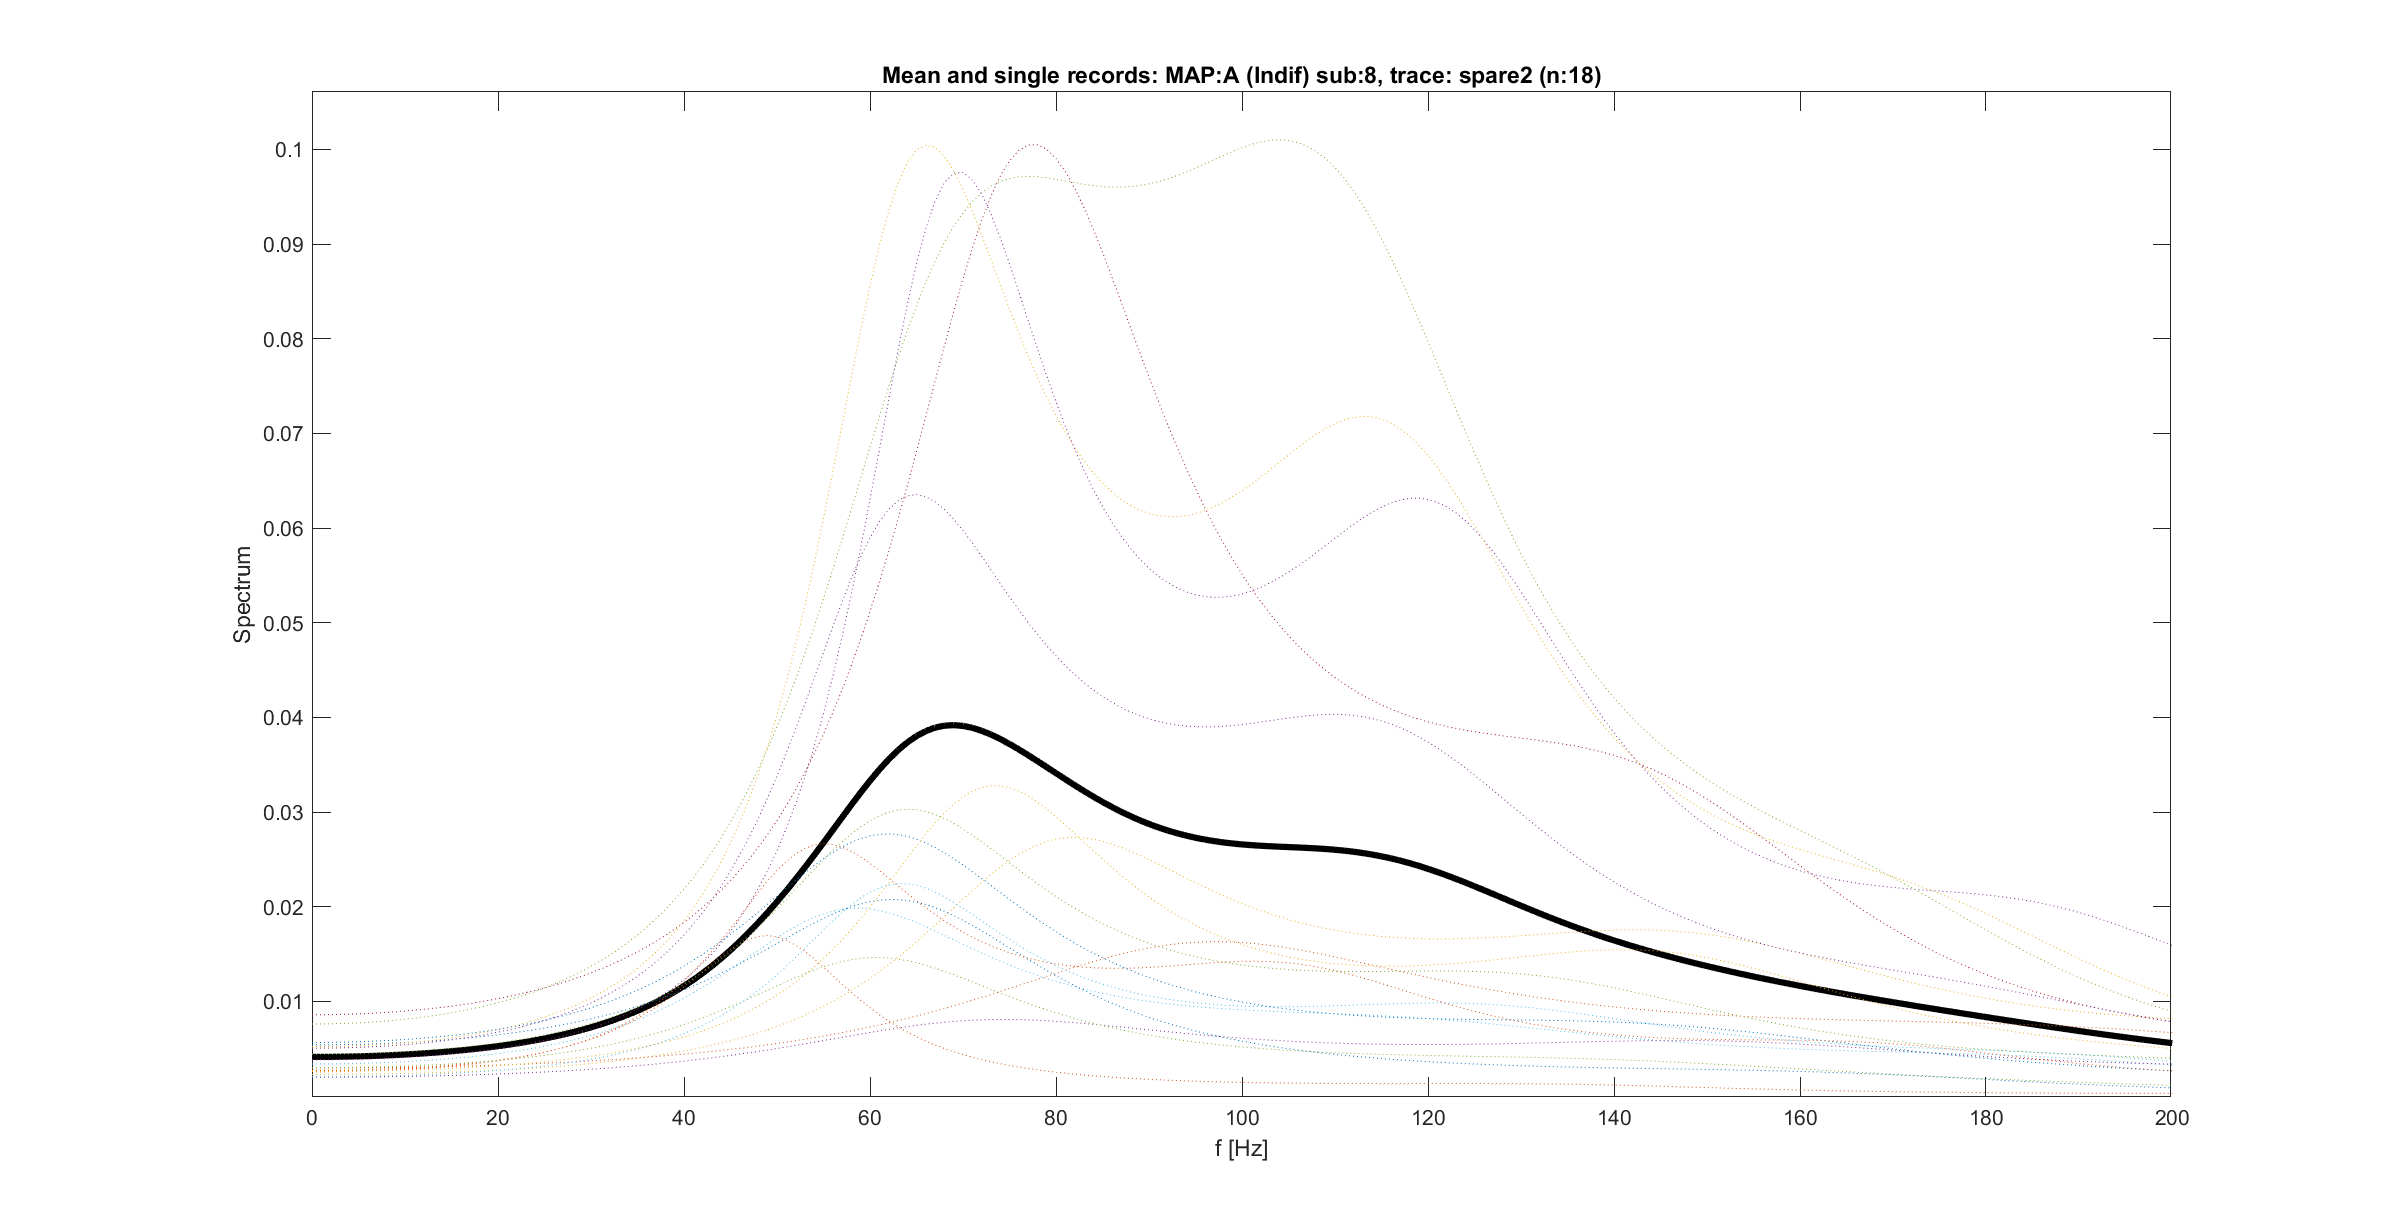 Mean and single records: MAP:A (Indif) sub:8, trace: spare2 (n:18)
0.1
0.09
0.08
0.07
0.06
0.05
0.04
0.03
0.02
0.01
Spectrum
0 20 40 60 80 100 120 140 160 180 200
f [Hz]